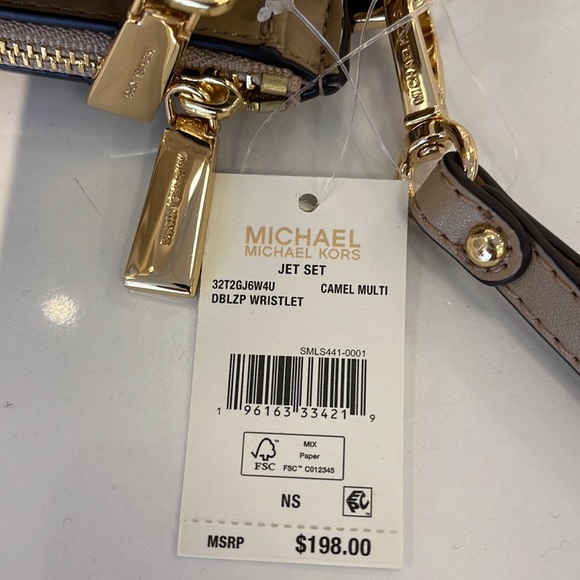 MICHAEL
MICHAEL KORS
JET SET
32T2GJ6W4U CAMEL MULTI
DBLZP WRISTLET
SMLS441-0001
1 96163 33421 9
FSC
MIX
Paper
FSC™ C012345
NS
MSRP $198.00